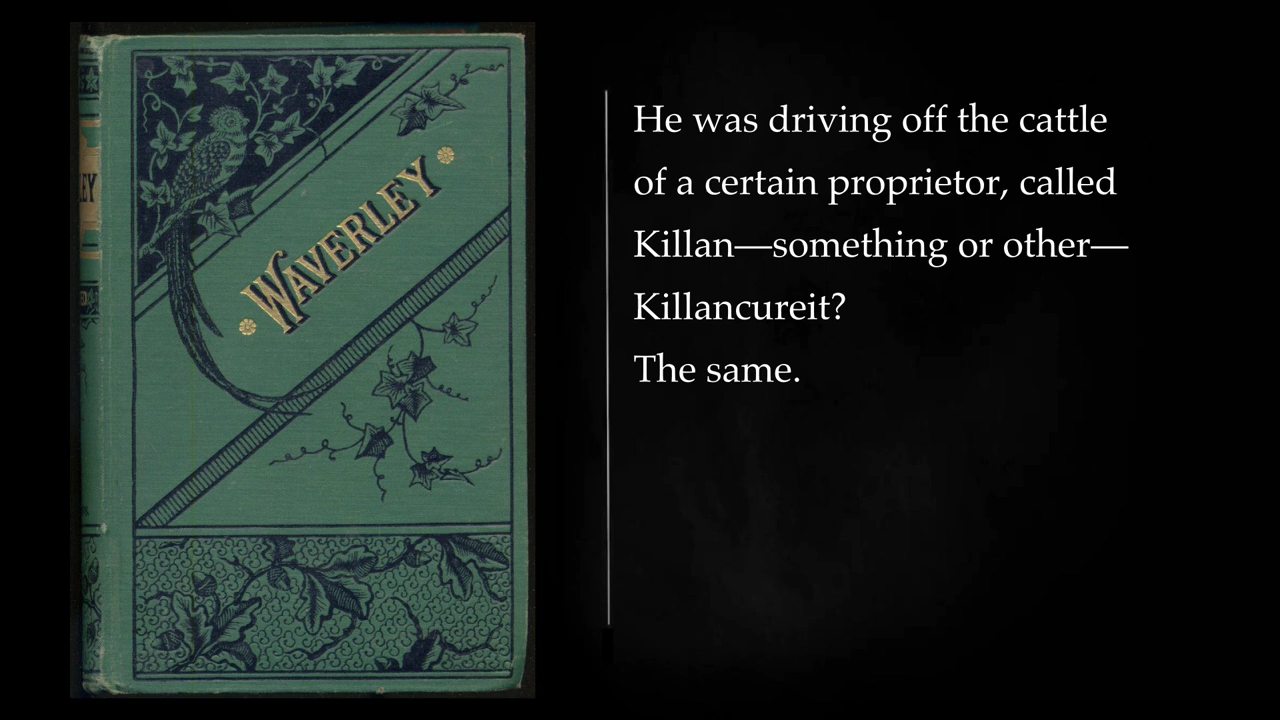 WAVERLEY
He was driving off the cattle
of a certain proprietor, called
Killan—something or other—
Killancureit?
The same.